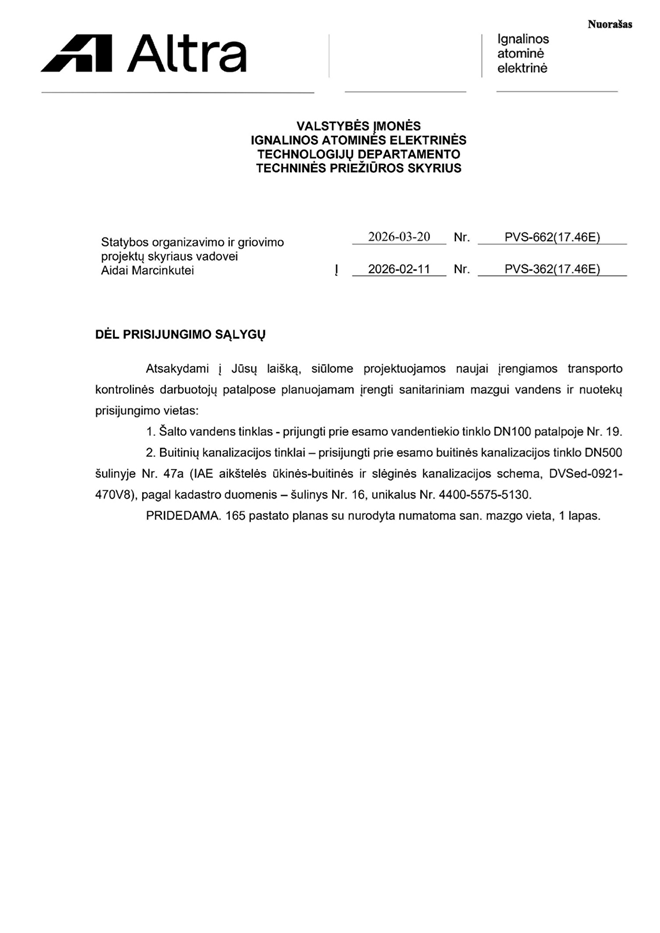 Nuorašas
Altra
Ignalinos
atominė
elektrinė
VALSTYBĖS ĮMONĖS
IGNALINOS ATOMINĖS ELEKTRINĖS
TECHNOLOGIJŲ DEPARTAMENTO
TECHNINĖS PRIEŽIŪROS SKYRIUS
Statybos organizavimo ir griovimo
projektų skyriaus vadovei
Aidai Marcinkutei
2026-03-20 Nr. PVS-662(17.46E)
Į 2026-02-11 Nr. PVS-362(17.46E)
DĖL PRISIJUNGIMO SĄLYGŲ
Atsakydami į Jūsų laišką, siūlome projektuojamos naujai įrengiamos transporto
kontrolinės darbuotojų patalpose planuojamam įrengti sanitariniam mazgui vandens ir nuotekų
prisijungimo vietas:
1. Šalto vandens tinklas - prijungti prie esamo vandentiekio tinklo DN100 patalpoje Nr. 19.
2. Buitinių kanalizacijos tinklai – prisijungti prie esamo buitinės kanalizacijos tinklo DN500
šulinyje Nr. 47a (IAE aikštelės ūkinės-buitinės ir slėginės kanalizacijos schema, DVSed-0921-
470V8), pagal kadastro duomenis – šulinys Nr. 16, unikalus Nr. 4400-5575-5130.
PRIDEDAMA. 165 pastato planas su nurodyta numatoma san. mazgo vieta, 1 lapas.